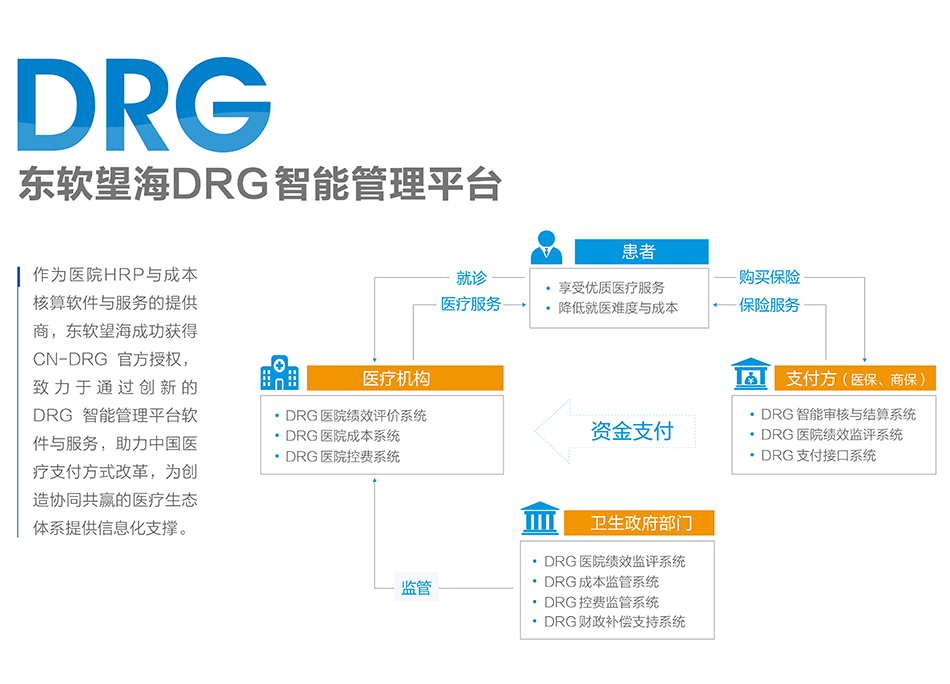 DRG
东软望海DRG智能管理平台
作为医院HRP与成本
核算软件与服务的提供
商，东软望海成功获得
CN-DRG 官方授权，
致力于通过创新的
DRG 智能管理平台软
件与服务，助力中国医
疗支付方式改革，为创
造协同共赢的医疗生态
体系提供信息化支撑。
患者
• 享受优质医疗服务
• 降低就医难度与成本
就诊
医疗服务
购买保险
保险服务
医疗机构
• DRG 医院绩效评价系统
• DRG 医院成本系统
• DRG 医院控费系统
资金支付
支付方（医保、商保）
• DRG 智能审核与结算系统
• DRG 医院绩效监评系统
• DRG 支付接口系统
卫生政府部门
• DRG 医院绩效监评系统
• DRG 成本监管系统
• DRG 控费监管系统
• DRG 财政补偿支持系统
监管